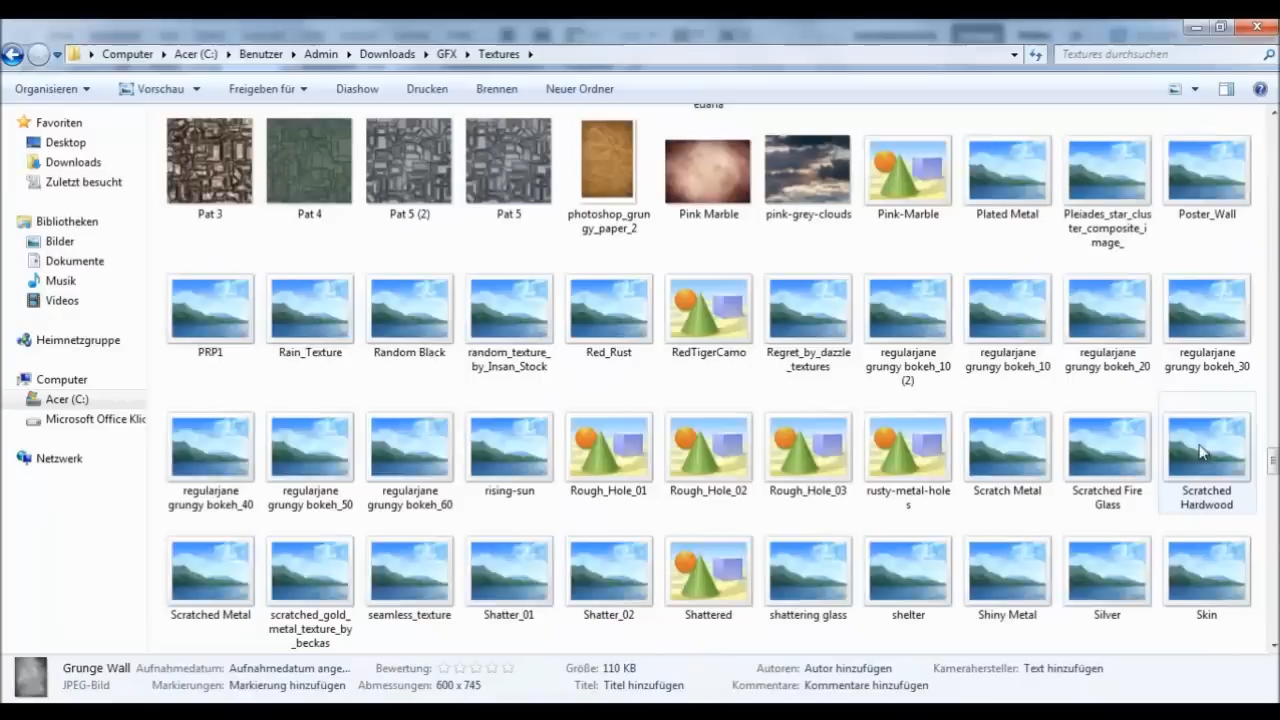 Computer Acer (C:) Benutzer Admin Downloads GFX Textures
Textures durchsuchen
Organisieren Vorschau Freigeben für Diashow Drucken Brennen Neuer Ordner
Favoriten
Desktop
Downloads
Zuletzt besucht
Bibliotheken
Bilder
Dokumente
Musik
Videos
Heimnetzgruppe
Computer
Acer (C:)
Microsoft Office Klic
Netzwerk
Pat 3
Pat 4
Pat 5 (2)
Pat 5
photoshop_grun
gy_paper_2
Pink Marble
pink-grey-clouds
Pink-Marble
Plated Metal
Pleiades_star_clus
ter_composite_i
mage_
Poster_Wall
PRP1
Rain_Texture
Random Black
random_texture_
by_Insan_Stock
Red_Rust
RedTigerCamo
Regret_by_dazzle
_textures
regularjane
grungy bokeh_10
(2)
regularjane
grungy bokeh_10
regularjane
grungy bokeh_20
regularjane
grungy bokeh_30
regularjane
grungy bokeh_40
regularjane
grungy bokeh_50
regularjane
grungy bokeh_60
rising-sun
Rough_Hole_01
Rough_Hole_02
Rough_Hole_03
rusty-metal-hole
s
Scratch Metal
Scratched Fire
Glass
Scratched
Hardwood
Scratched Metal
scratched_gold_
metal_texture_by
_beckas
seamless_texture
Shatter_01
Shatter_02
Shattered
shattering glass
shelter
Shiny Metal
Silver
Skin
Grunge Wall Aufnahmedatum: Aufnahmedatum ange... Bewertung: Größe: 110 KB Autoren: Autor hinzufügen Kamerahersteller: Text hinzufügen
JPEG-Bild Markierungen: Markierung hinzufügen Abmessungen: 600 x 745 Titel: Titel hinzufügen Kommentare: Kommentare hinzufügen